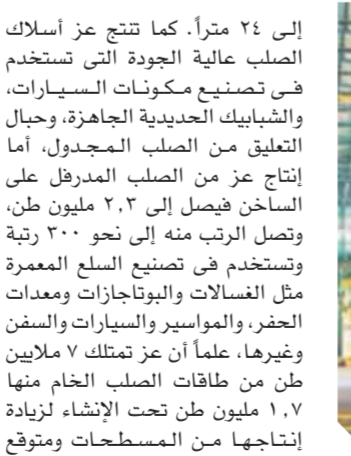 إلى ٢٤ متراً. كما تنتج عز أسلاك
الصلب عالية الجودة التى تستخدم
فى تصنيع مكونات السيارات،
والشبابيك الحديدية الجاهزة، وحبال
التعليق من الصلب المجدول، أما
إنتاج عز من الصلب المدرفل على
الساخن فيصل إلى ٢,٣ مليون طن،
وتصل الرتب منه إلى نحو ٣٠٠ رتبة
وتستخدم فى تصنيع السلع المعمرة
مثل الغسالات والبوتاجازات ومعدات
الحفر، والمواسير والسيارات والسفن
وغيرها، علماً أن عز تمتلك ٧ ملايين
طن من طاقات الصلب الخام منها
١,٧ مليون طن تحت الإنشاء لزيادة
إنتاجها من المسطحات ومتوقع